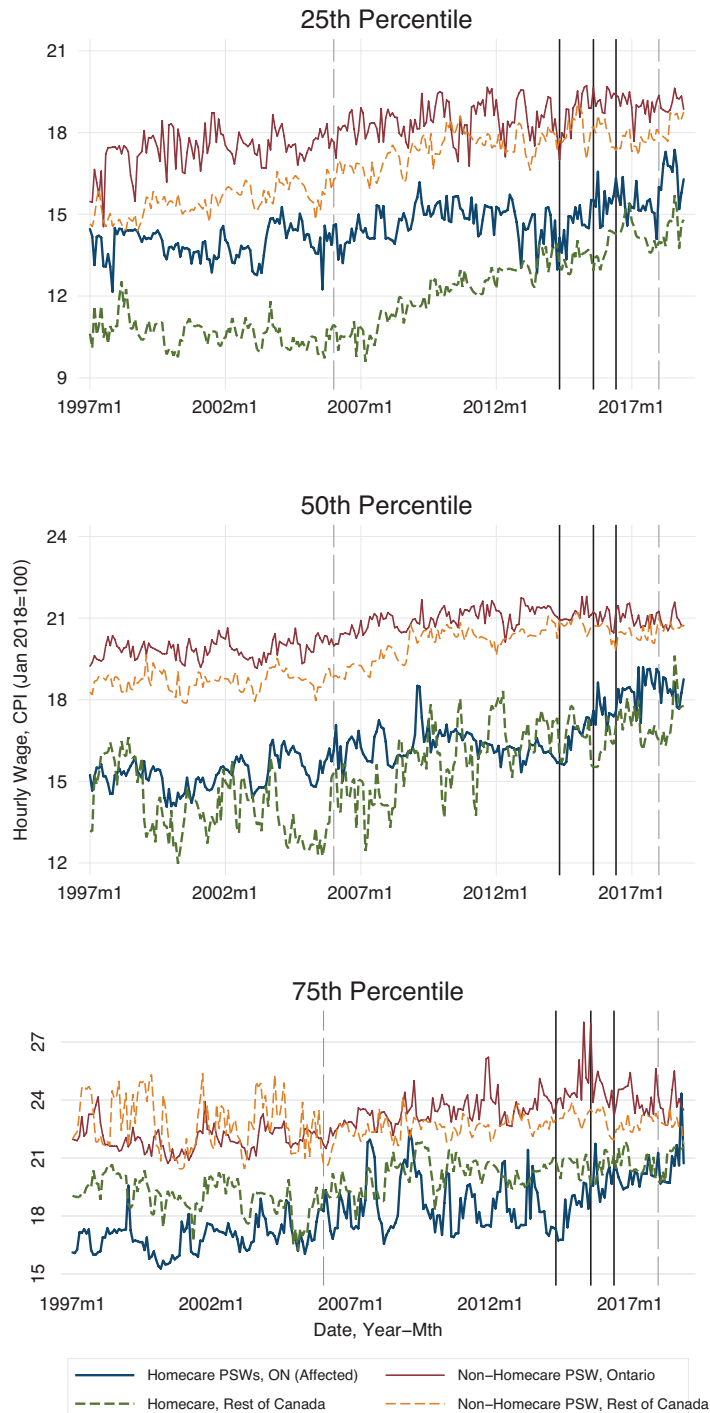 25th Percentile
21
18
15
12
9
1997m1 2002m1 2007m1 2012m1 2017m1
50th Percentile
Hourly Wage, CPI (Jan 2018=100)
24
21
18
15
12
1997m1 2002m1 2007m1 2012m1 2017m1
75th Percentile
27
24
21
18
15
1997m1 2002m1 2007m1 2012m1 2017m1
Date, Year−Mth
Homecare PSWs, ON (Affected) Non−Homecare PSW, Ontario
Homecare, Rest of Canada Non−Homecare PSW, Rest of Canada